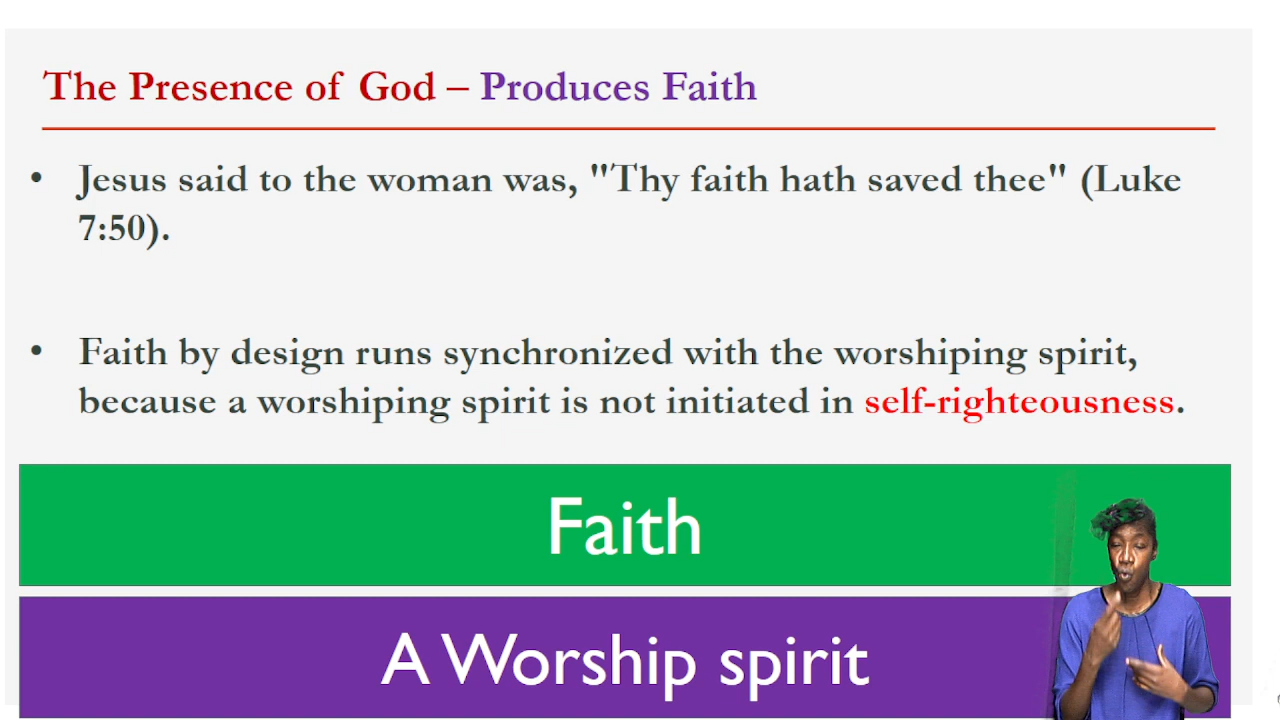 The Presence of God – Produces Faith
• Jesus said to the woman was, "Thy faith hath saved thee" (Luke
7:50).
• Faith by design runs synchronized with the worshiping spirit,
because a worshiping spirit is not initiated in self-righteousness.
Faith
A Worship spirit